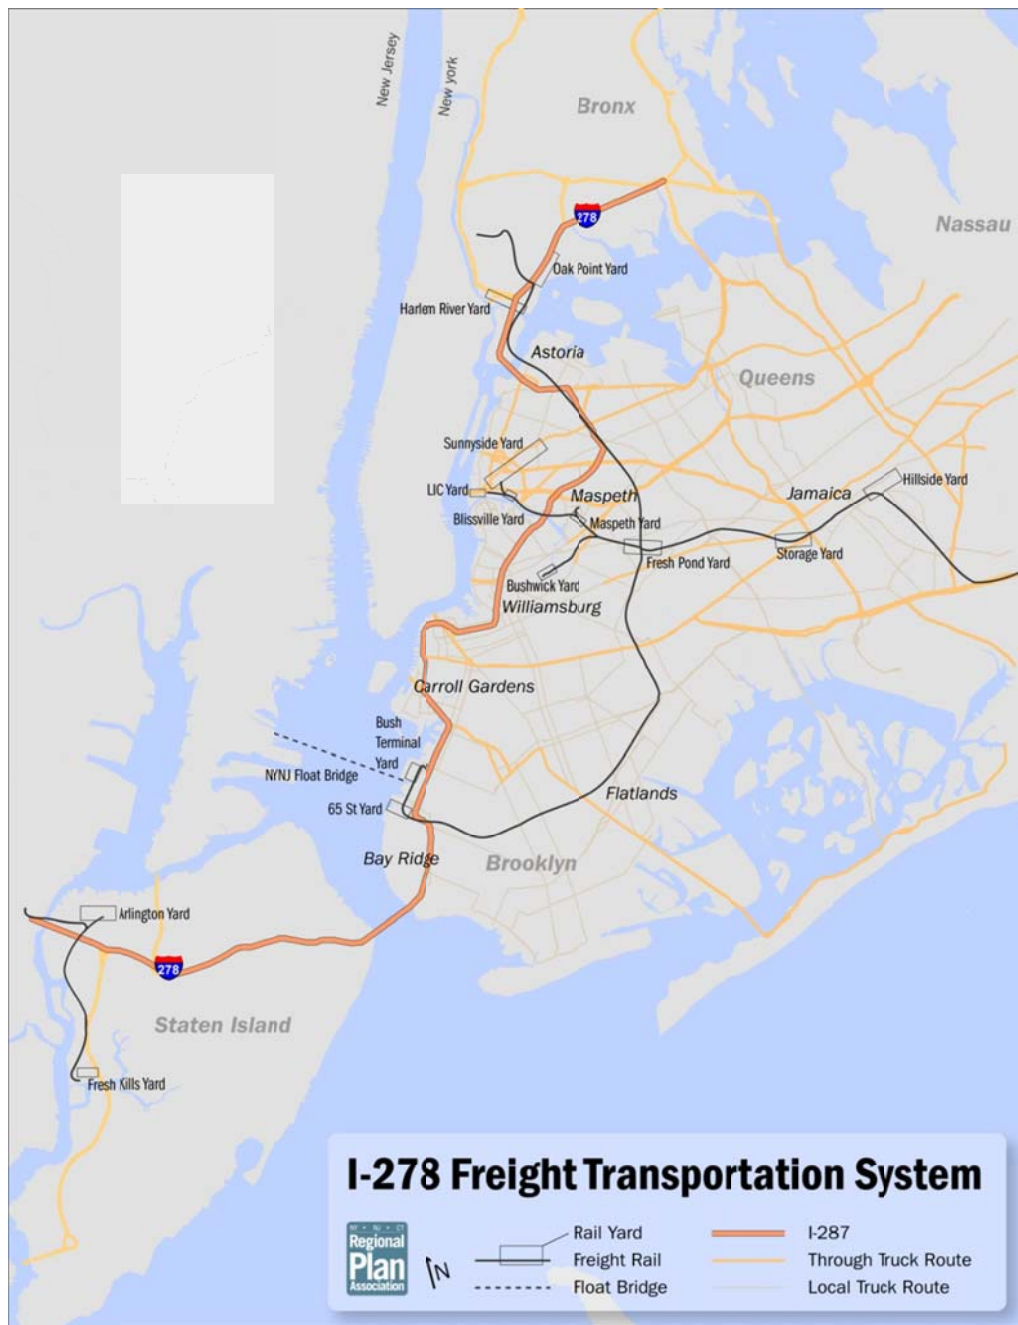 New Jersey
New york
Bronx
Nassau
278
Oak Point Yard
Harlem River Yard
Astoria
Queens
Sunnyside Yard
LIC Yard
Maspeth
Jamaica
Hillside Yard
Blissville Yard
Maspeth Yard
Storage Yard
Fresh Pond Yard
Bushwick Yard
Williamsburg
Carroll Gardens
Bush
Terminal
Yard
NYNJ Float Bridge
65 St Yard
Flatlands
Bay Ridge
Brooklyn
Arlington Yard
278
Staten Island
Fresh Kills Yard
I-278 Freight Transportation System
NY • NJ • CT
Regional
Plan
Association
N
Rail Yard
Freight Rail
Float Bridge
I-287
Through Truck Route
Local Truck Route